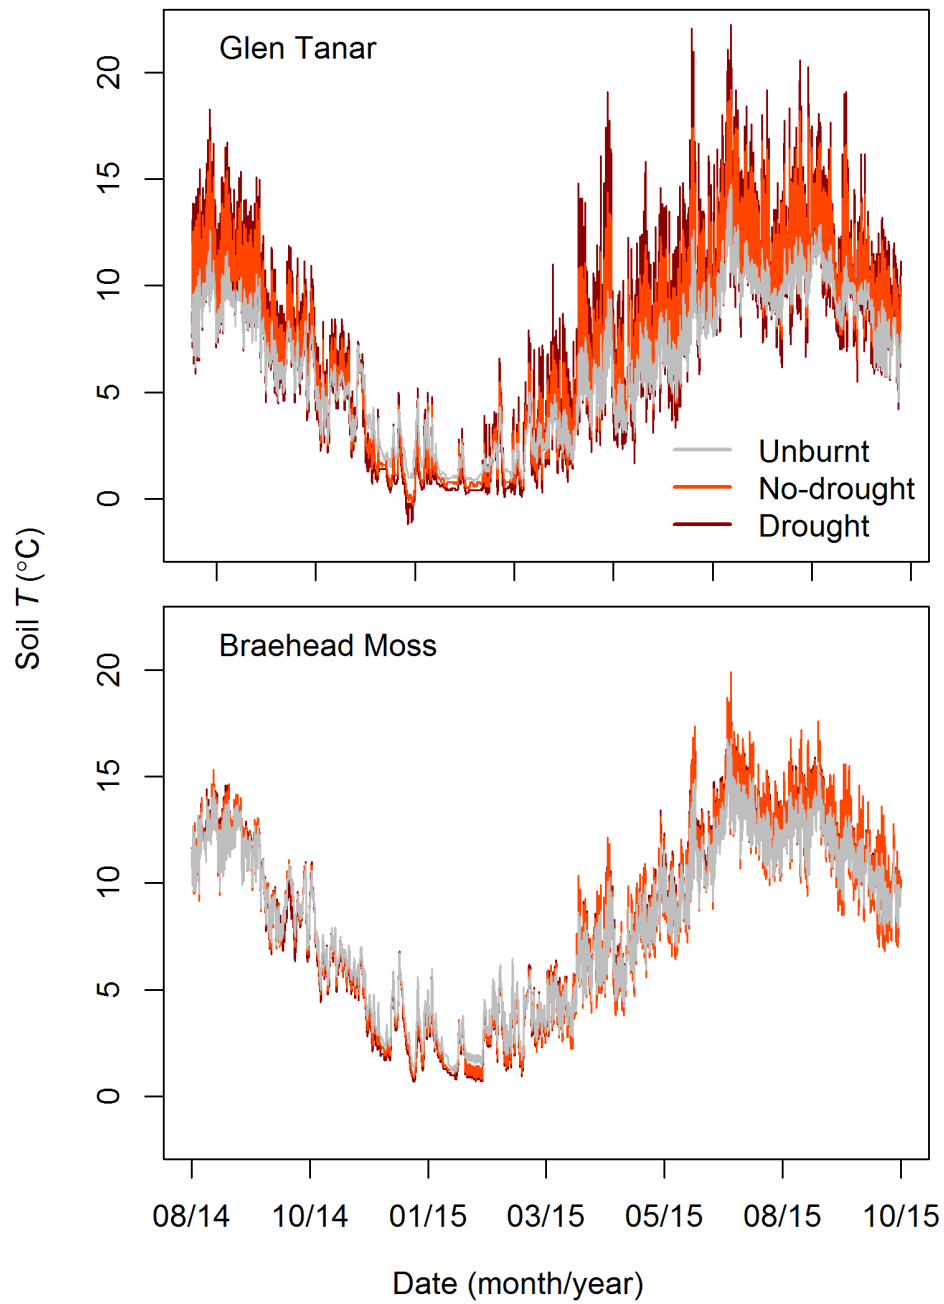 Glen Tanar
20
15
10
5
0
Unburnt
No-drought
Drought
Soil T (°C)
Braehead Moss
20
15
10
5
0
08/14 10/14 01/15 03/15 05/15 08/15 10/15
Date (month/year)